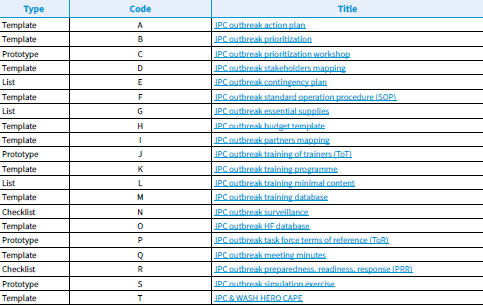 Type Code Title
Template A IPC outbreak action plan
Template B IPC outbreak prioritization
Prototype C IPC outbreak prioritization workshop
Template D IPC outbreak stakeholders mapping
List E IPC outbreak contingency plan
Template F IPC outbreak standard operation procedure (SOP)
List G IPC outbreak essential supplies
Template H IPC outbreak budget template
Template I IPC outbreak partners mapping
Prototype J IPC outbreak training of trainers (ToT)
Template K IPC outbreak training programme
List L IPC outbreak training minimal content
Template M IPC outbreak training database
Checklist N IPC outbreak surveillance
Template O IPC outbreak HF database
Prototype P IPC outbreak task force terms of reference (ToR)
Template Q IPC outbreak meeting minutes
Checklist R IPC outbreak preparedness, readiness, response (PRR)
Prototype S IPC outbreak simulation exercise
Template T IPC & WASH HERO CAPE